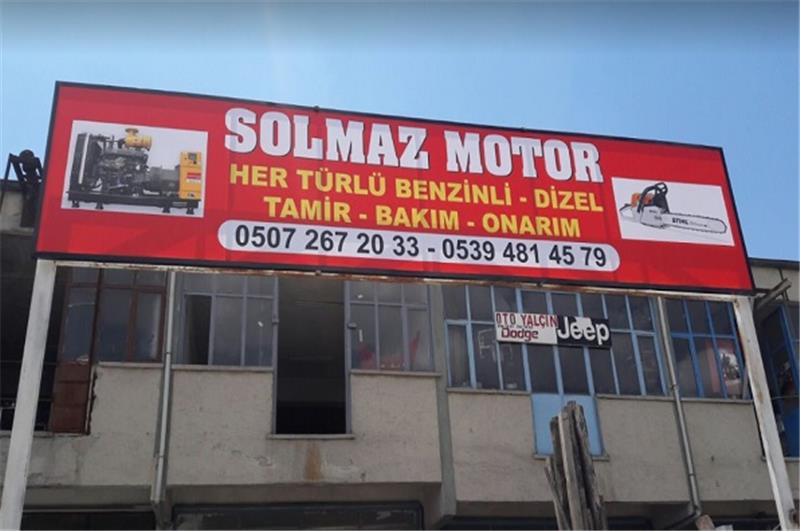 SOLMAZ MOTOR
HER TÜRLÜ BENZİNLİ - DİZEL
TAMİR - BAKIM - ONARIM
0507 267 20 33 - 0539 481 45 79
STIHL
OTO YALÇIN
Dodge
Jeep